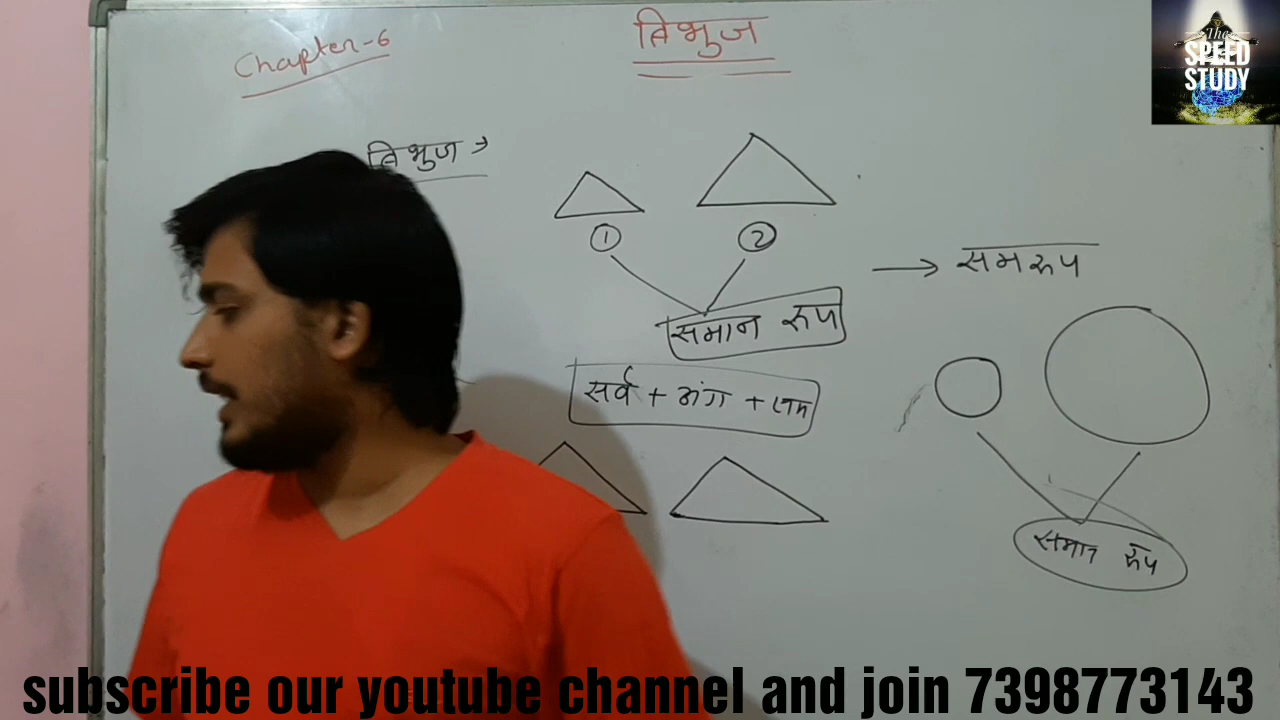 Chapter-6
त्रिभुज
The
SPEED
STUDY
त्रिभुज →
① ②
→ समरूप
समान रूप
सर्व + अंग + सम
समान रूप
subscribe our youtube channel and join 7398773143